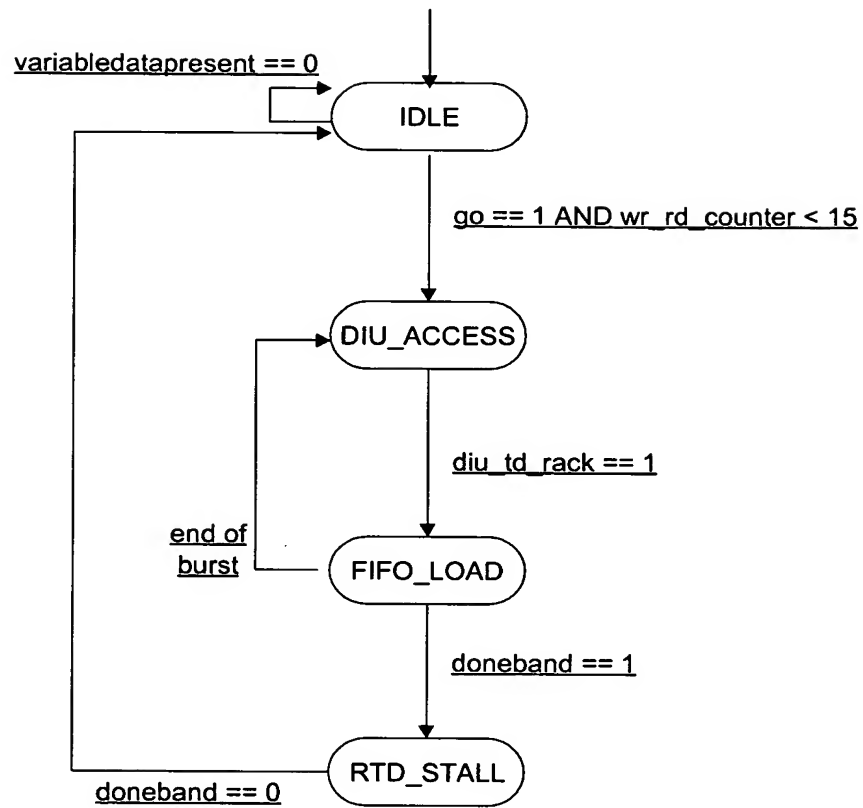 variabledatapresent == 0
IDLE
go == 1 AND wr_rd_counter < 15
DIU_ACCESS
diu_td_rack == 1
end of
burst
FIFO_LOAD
doneband == 1
RTD_STALL
doneband == 0